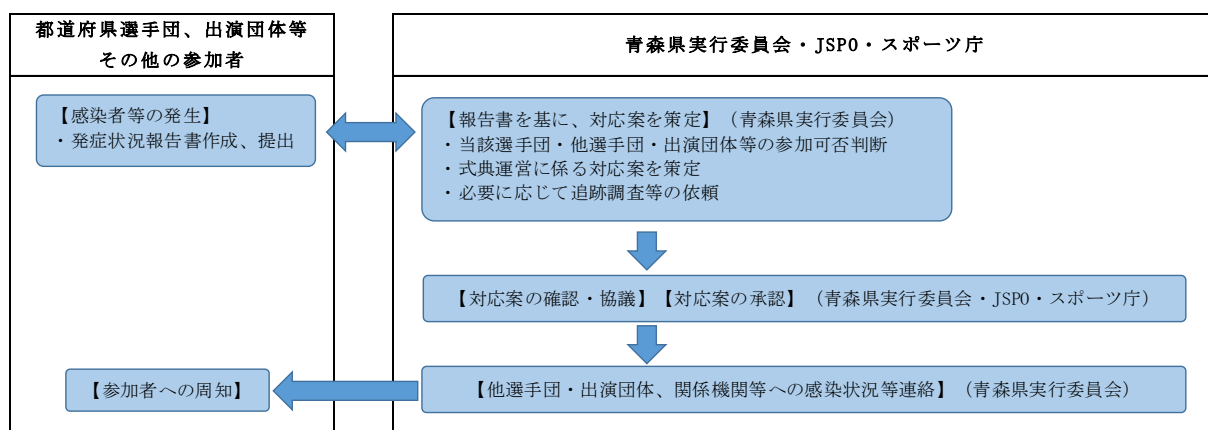 都道府県選手団、出演団体等
その他の参加者
青森県実行委員会・JSPO・スポーツ庁
【感染者等の発生】
・発症状況報告書作成、提出
【報告書を基に、対応案を策定】（青森県実行委員会）
・当該選手団・他選手団・出演団体等の参加可否判断
・式典運営に係る対応案を策定
・必要に応じて追跡調査等の依頼
【対応案の確認・協議】【対応案の承認】（青森県実行委員会・JSPO・スポーツ庁）
【参加者への周知】
【他選手団・出演団体、関係機関等への感染状況等連絡】（青森県実行委員会）